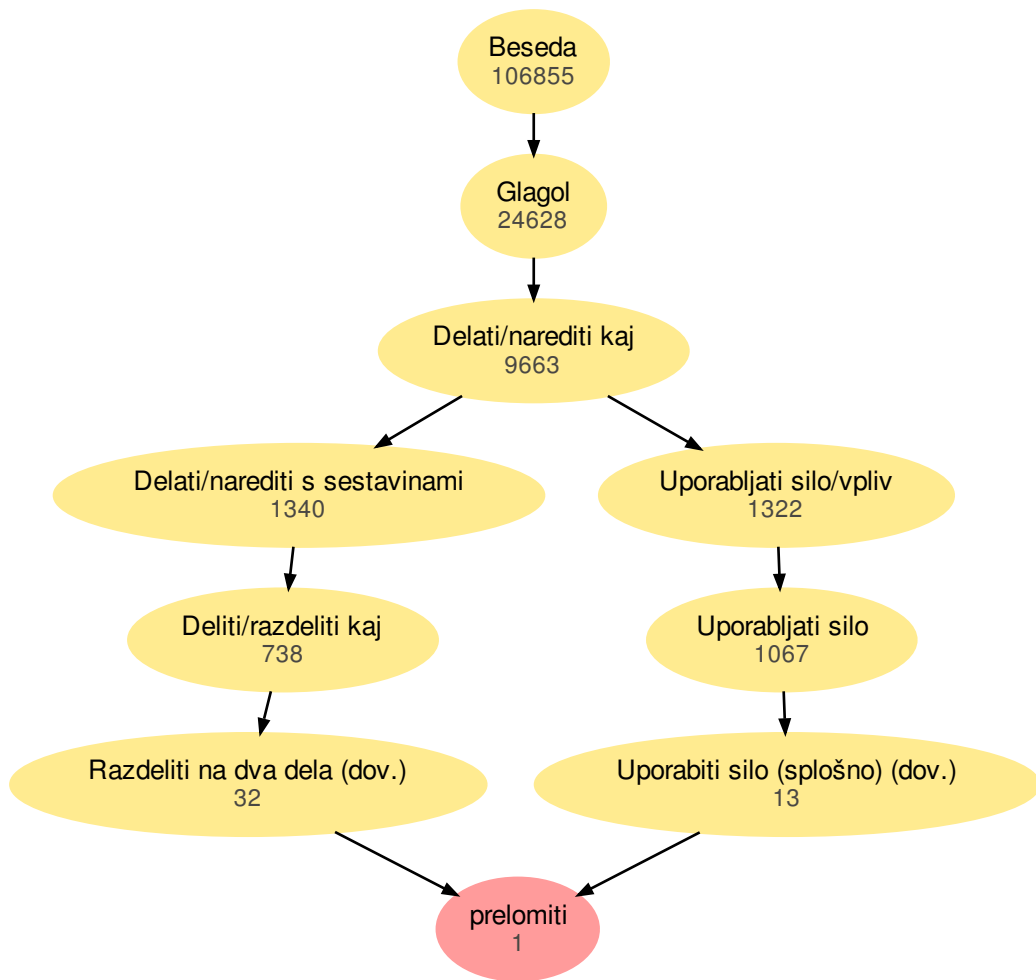 Beseda
106855
Glagol
24628
Delati/narediti kaj
9663
Delati/narediti s sestavinami
1340
Uporabljati silo/vpliv
1322
Deliti/razdeliti kaj
738
Uporabljati silo
1067
Razdeliti na dva dela (dov.)
32
Uporabiti silo (splošno) (dov.)
13
prelomiti
1